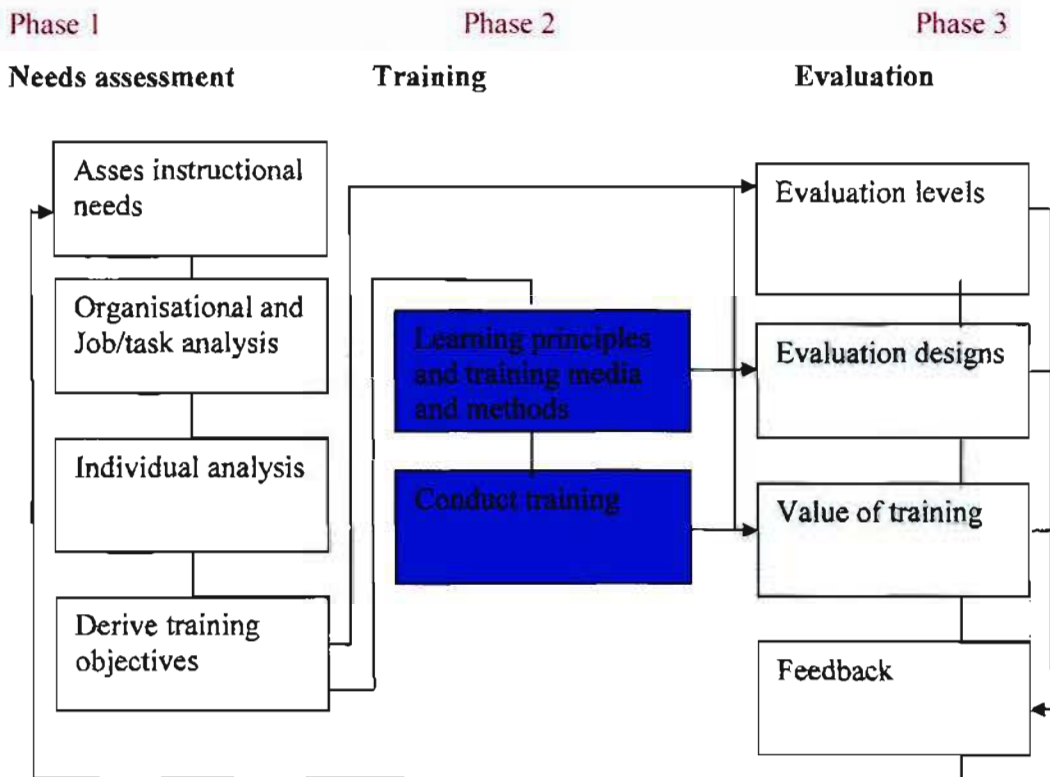 Phase 1
Phase 2
Phase 3
Needs assessment
Training
Evaluation
Asses instructional
needs
Organisational and
Job/task analysis
Individual analysis
Derive training
objectives
Learning principles
and training media
and methods
Conduct training
Evaluation levels
Evaluation designs
Value of training
Feedback